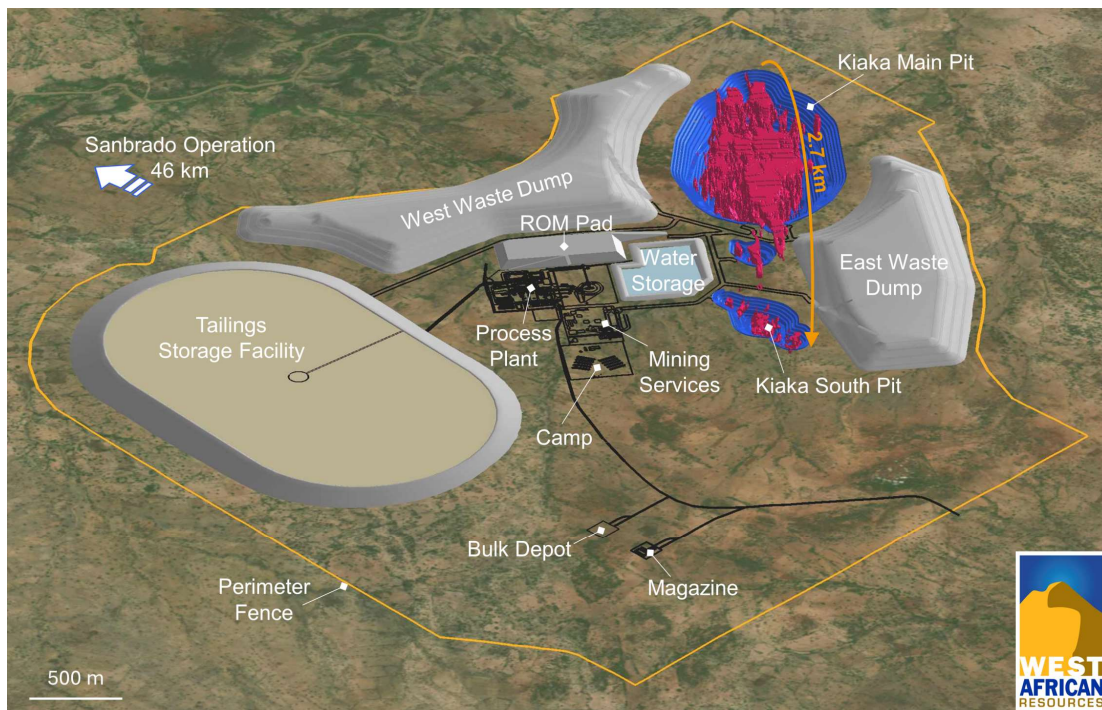 Kiaka Main Pit
Sanbrado Operation
46 km
2.7 km
West Waste Dump
ROM Pad
Water
Storage
East Waste
Dump
Tailings
Storage Facility
Process
Plant
Mining
Services
Kiaka South Pit
Camp
Bulk Depot
Magazine
Perimeter
Fence
500 m
WEST
AFRICAN
RESOURCES